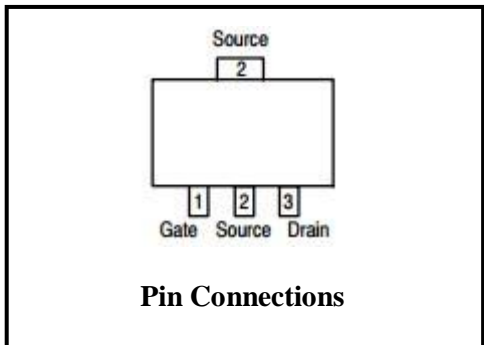 Source
2
1 2 3
Gate Source Drain
Pin Connections